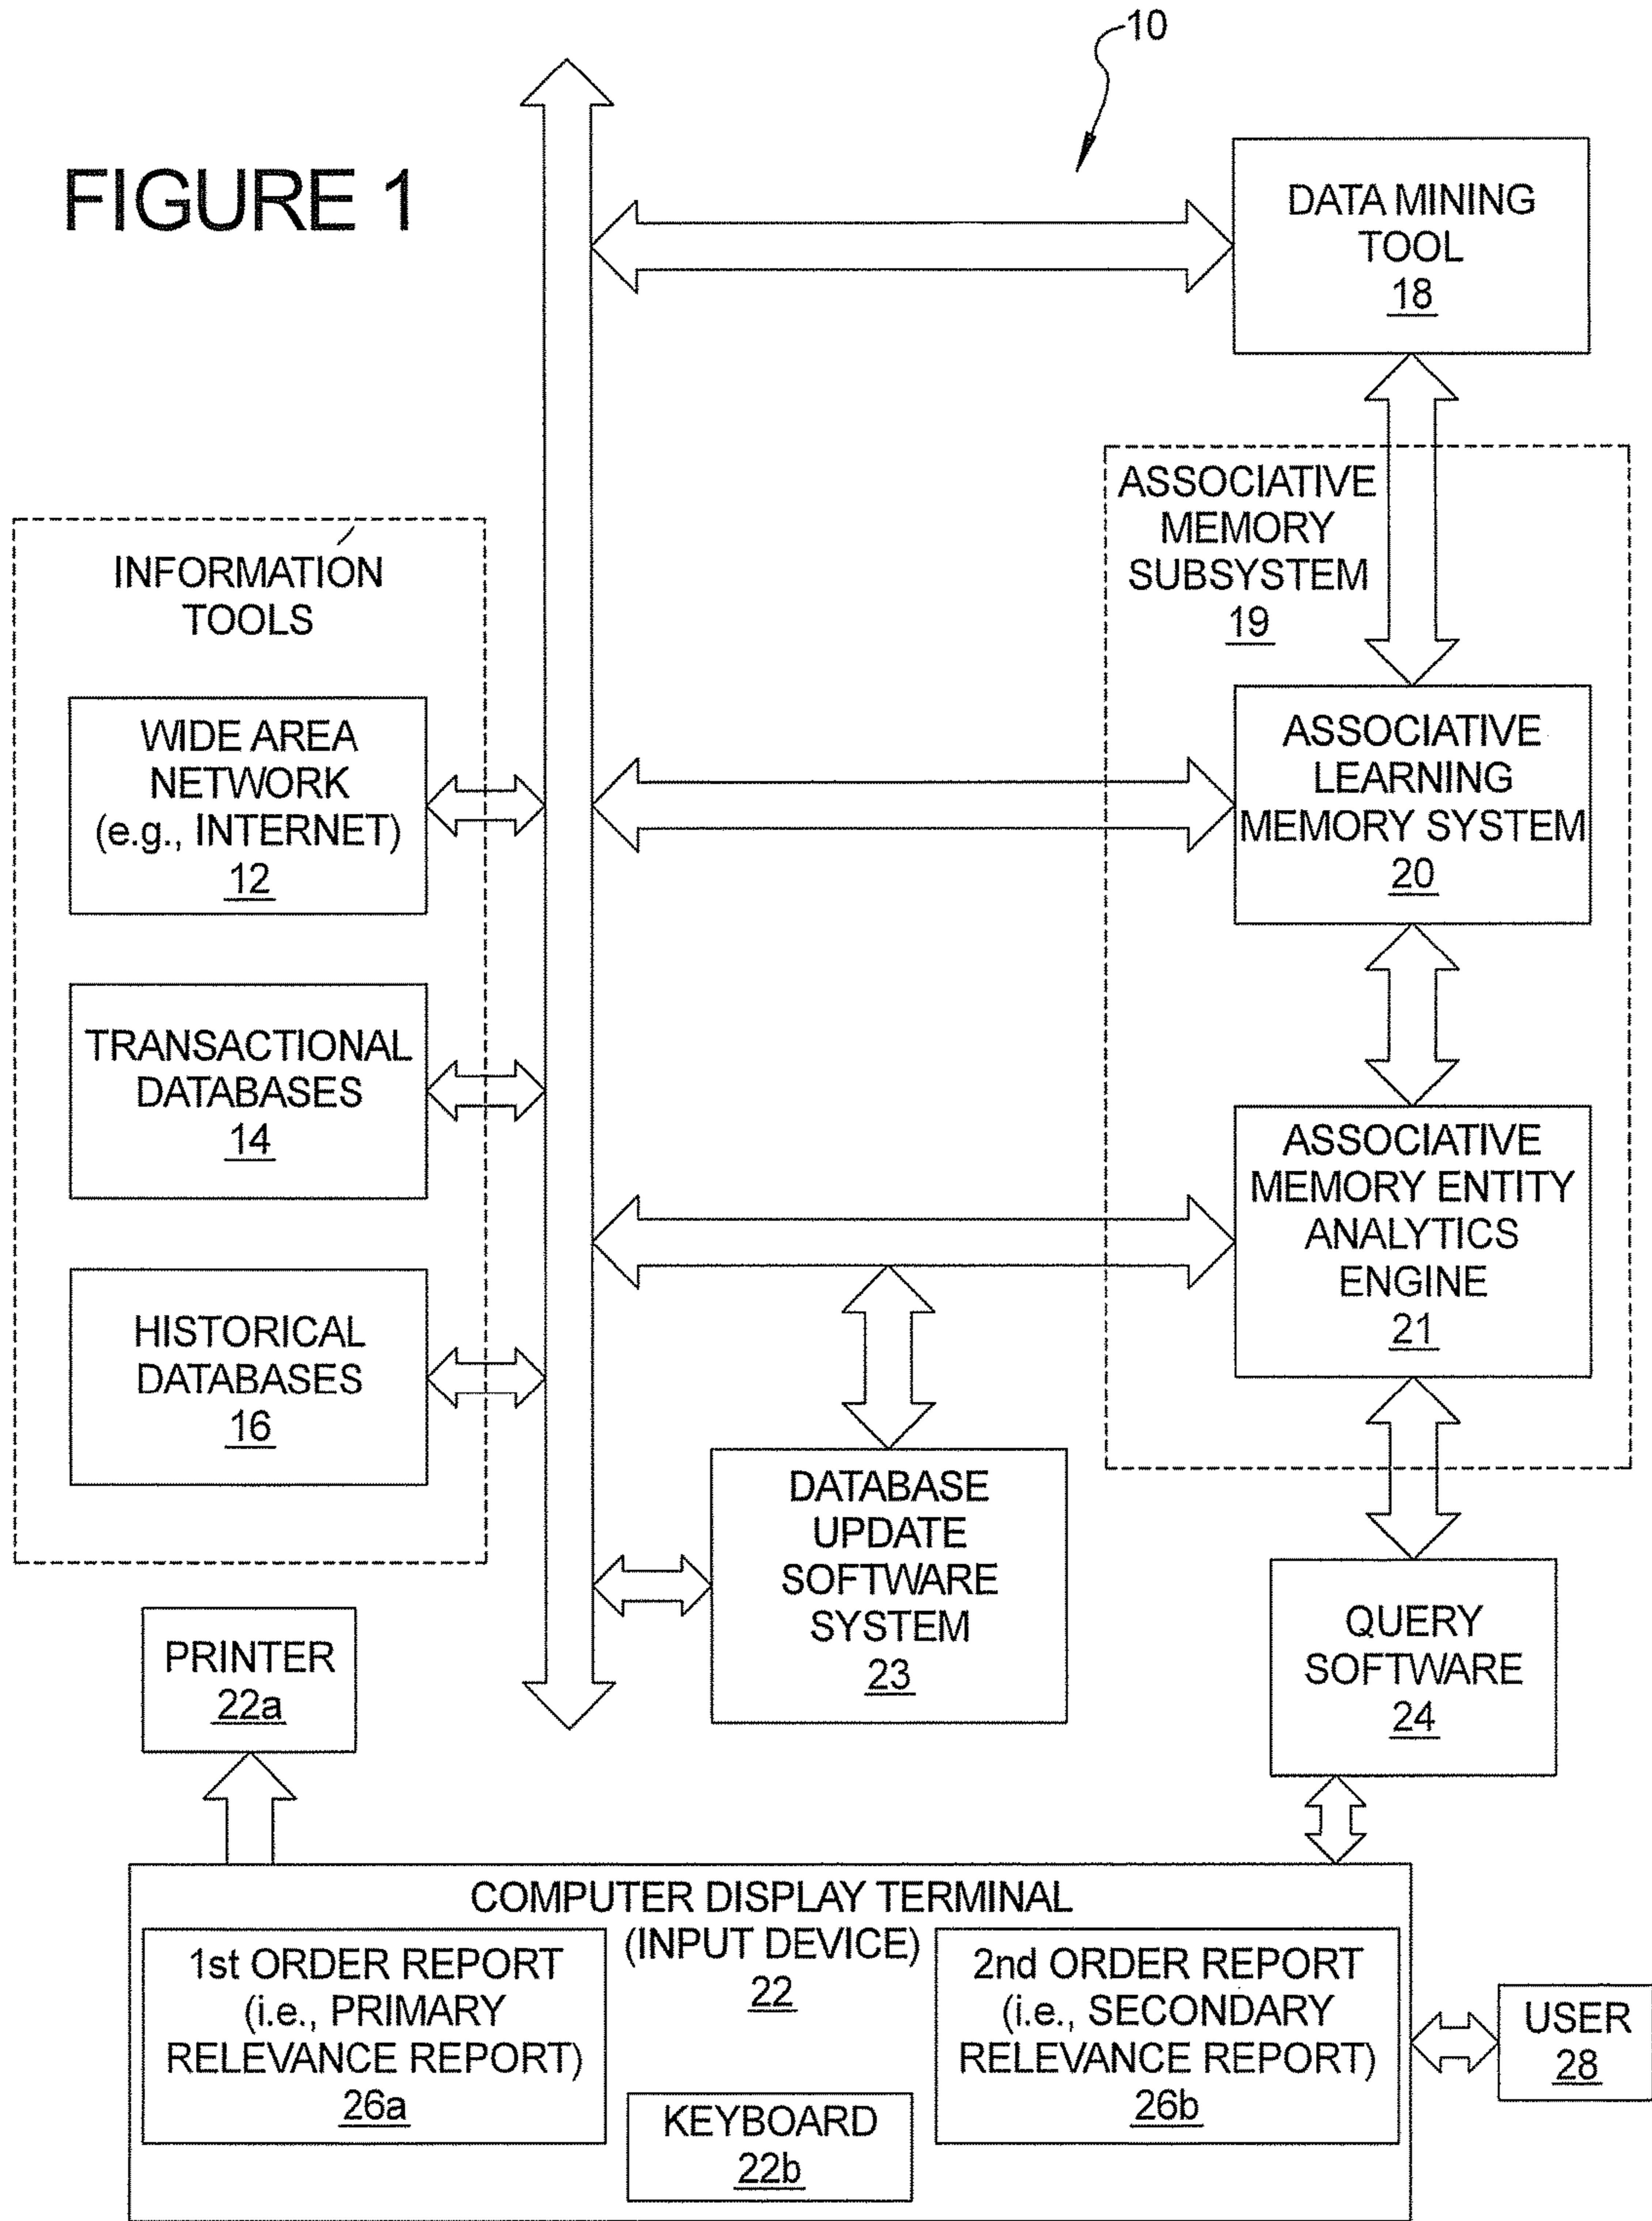 10
FIGURE 1
DATA MINING
TOOL
18
ASSOCIATIVE
MEMORY
SUBSYSTEM
19
INFORMATION
TOOLS
WIDE AREA
NETWORK
(e.g., INTERNET)
12
ASSOCIATIVE
LEARNING
MEMORY SYSTEM
20
TRANSACTIONAL
DATABASES
14
ASSOCIATIVE
MEMORY ENTITY
ANALYTICS
ENGINE
21
HISTORICAL
DATABASES
16
DATABASE
UPDATE
SOFTWARE
SYSTEM
23
QUERY
SOFTWARE
24
PRINTER
22a
COMPUTER DISPLAY TERMINAL
(INPUT DEVICE)
22
1st ORDER REPORT
(i.e., PRIMARY
RELEVANCE REPORT)
26a
KEYBOARD
22b
2nd ORDER REPORT
(i.e., SECONDARY
RELEVANCE REPORT)
26b
USER
28